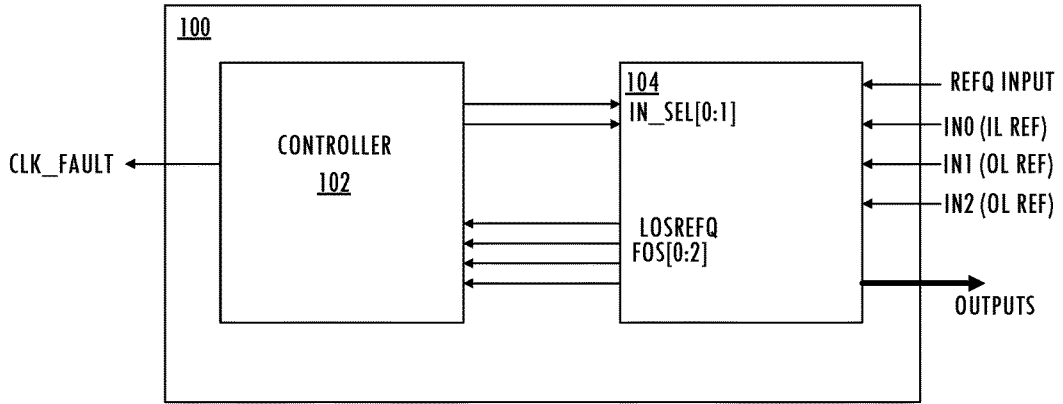 100
104
REFQ INPUT
IN_SEL[0:1]
IN0 (IL REF)
CONTROLLER
102
CLK_FAULT
IN1 (OL REF)
IN2 (OL REF)
LOSREFQ
FOS[0:2]
OUTPUTS